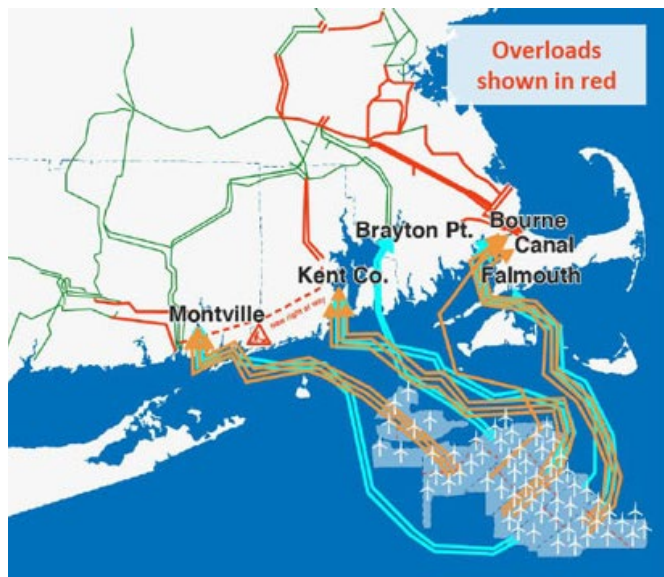 Overloads
shown in red
Bourne
Brayton Pt.
Canal
Kent Co.
Falmouth
new right of way
Montville